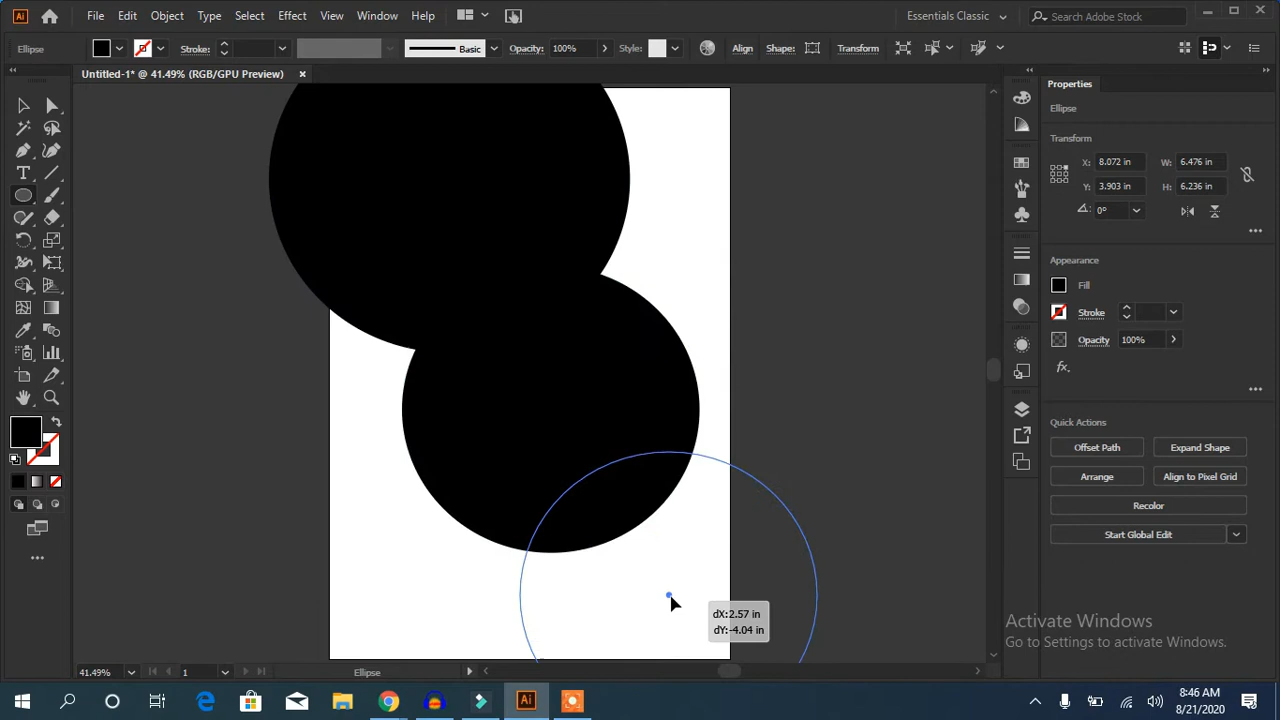 Ai File Edit Object Type Select Effect View Window Help Essentials Classic Search Adobe Stock
Ellipse Stroke: Basic Opacity: 100% Style: Align Shape: Transform
Untitled-1* @ 41.49% (RGB/GPU Preview)
Properties
Ellipse
Transform
X: 8.072 in W: 6.476 in
Y: 3.903 in H: 6.236 in
0°
Appearance
Fill
Stroke
Opacity 100%
fx.
Quick Actions
Offset Path Expand Shape
Arrange Align to Pixel Grid
Recolor
Start Global Edit
dX:2.57 in
dY:-4.04 in
Activate Windows
Go to Settings to activate Windows.
41.49% 1 Ellipse
Ai 8:46 AM
8/21/2020